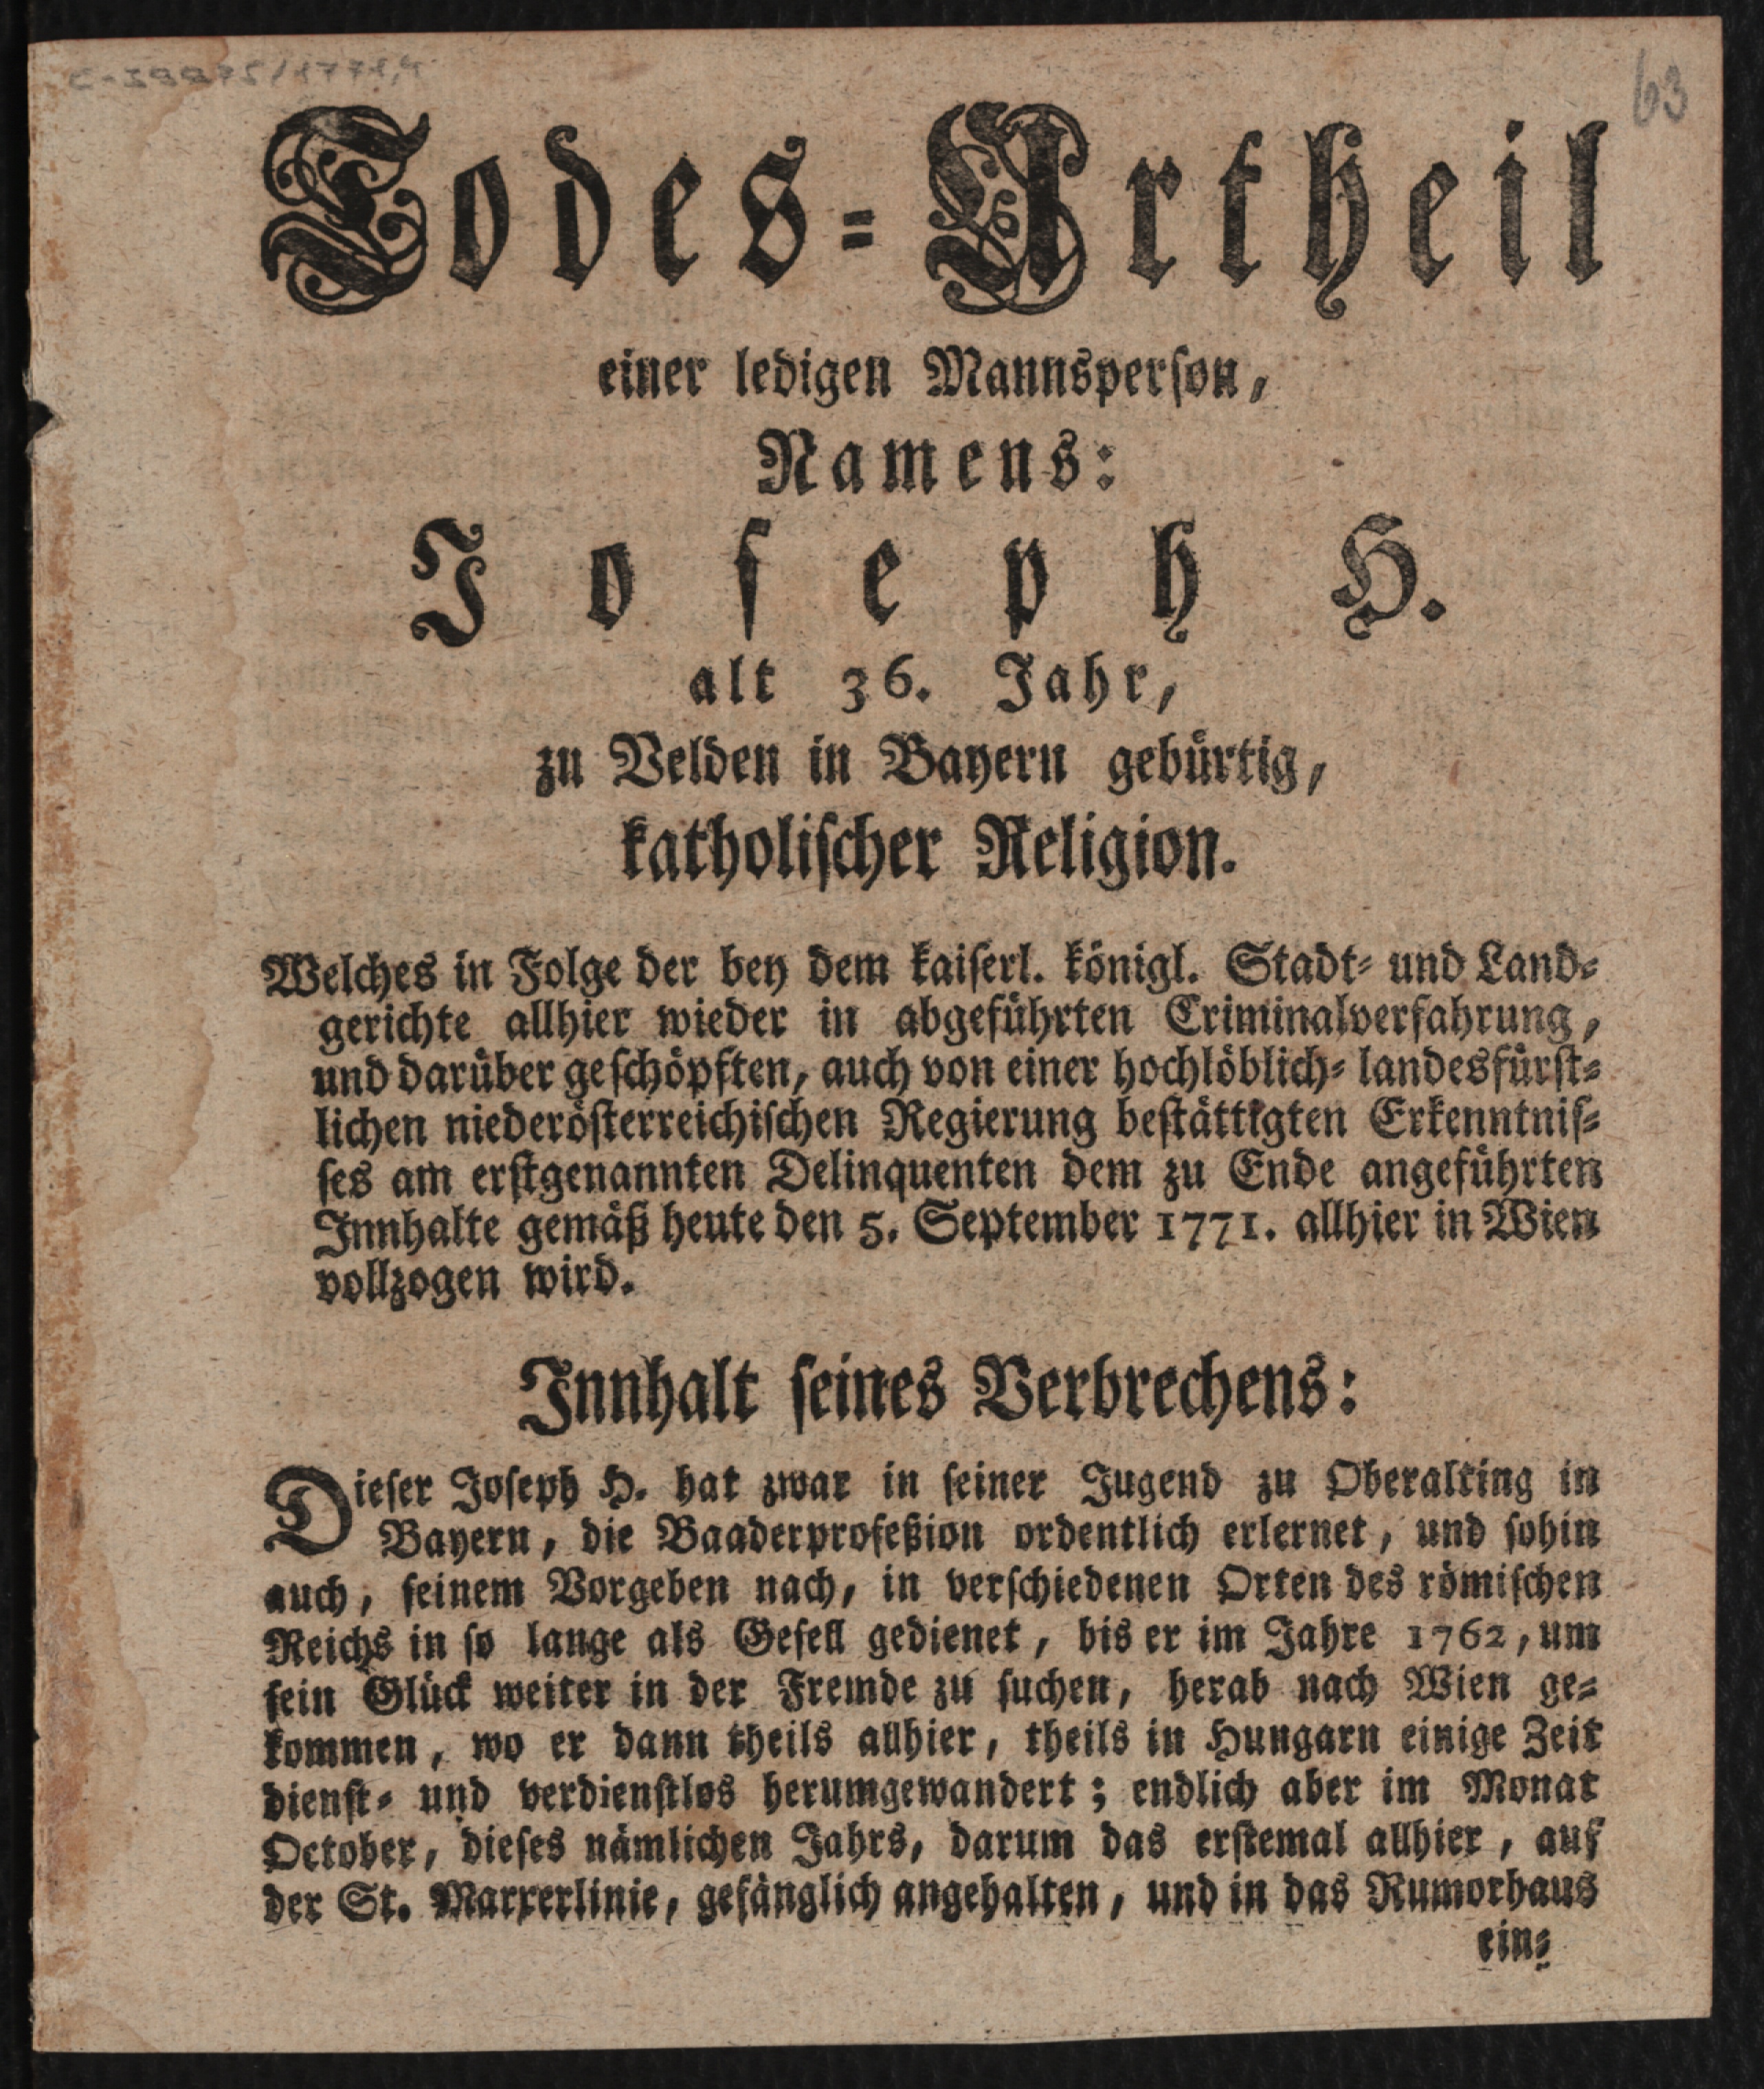 63
Todes-Urtheil
einer ledigen Mannsperson,
Namens:
Joseph H.
alt 36. Jahr,
zu Velden in Bayern gebürtig,
katholischer Religion.
Welches in Folge der bey dem kaiserl. königl. Stadt- und Land-
gerichte allhier wieder in abgeführten Criminalverfahrung,
und darüber geschöpften, auch von einer hochlöblich- landesfürst-
lichen niederösterreichischen Regierung bestättigten Erkenntnis-
ses am erstgenannten Delinquenten dem zu Ende angeführten
Innhalte gemäß heute den 5. September 1771. allhier in Wien
vollzogen wird.
Innhalt seines Verbrechens:
Dieser Joseph H. hat zwar in seiner Jugend zu Oberalting in
Bayern, die Baaderprofeßion ordentlich erlernet, und sohin
auch, seinem Vorgeben nach, in verschiedenen Orten des römischen
Reichs in so lange als Gesell gedienet, bis er im Jahre 1762, um
sein Glück weiter in der Fremde zu suchen, herab nach Wien ge-
kommen, wo er dann theils allhier, theils in Hungarn einige Zeit
dienst- und verdienstlos herumgewandert; endlich aber im Monat
October, dieses nämlichen Jahrs, darum das erstemal allhier, auf
der St. Marxerlinie, gefänglich angehalten, und in das Rumorhaus
ein-